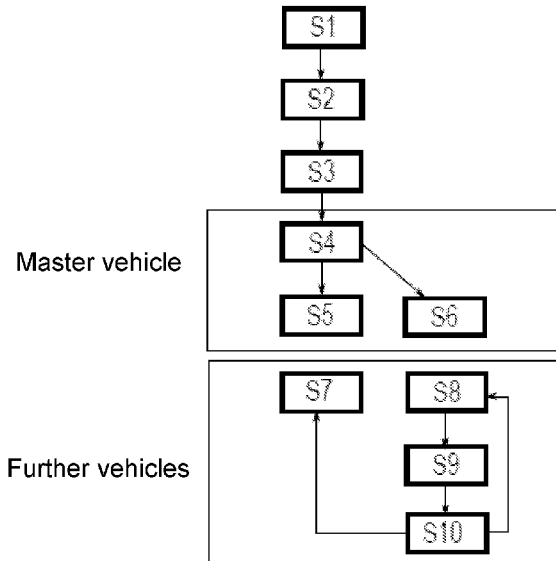 S1
S2
S3
S4
Master vehicle
S5 S6
S7 S8
Further vehicles S9
S10